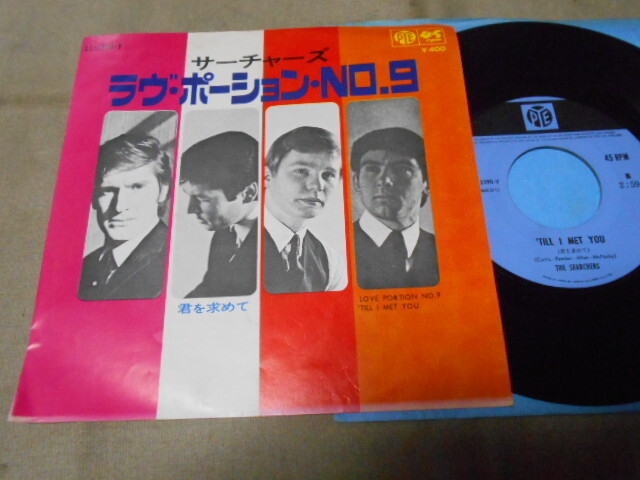 サーチャーズ
ラヴ・ポーション・NO.9
PYE
¥400
君を求めて
LOVE PORTION NO.9
'TILL I MET YOU
PYE
45 RPM
'TILL I MET YOU
(君を求めて)
THE SEARCHERS